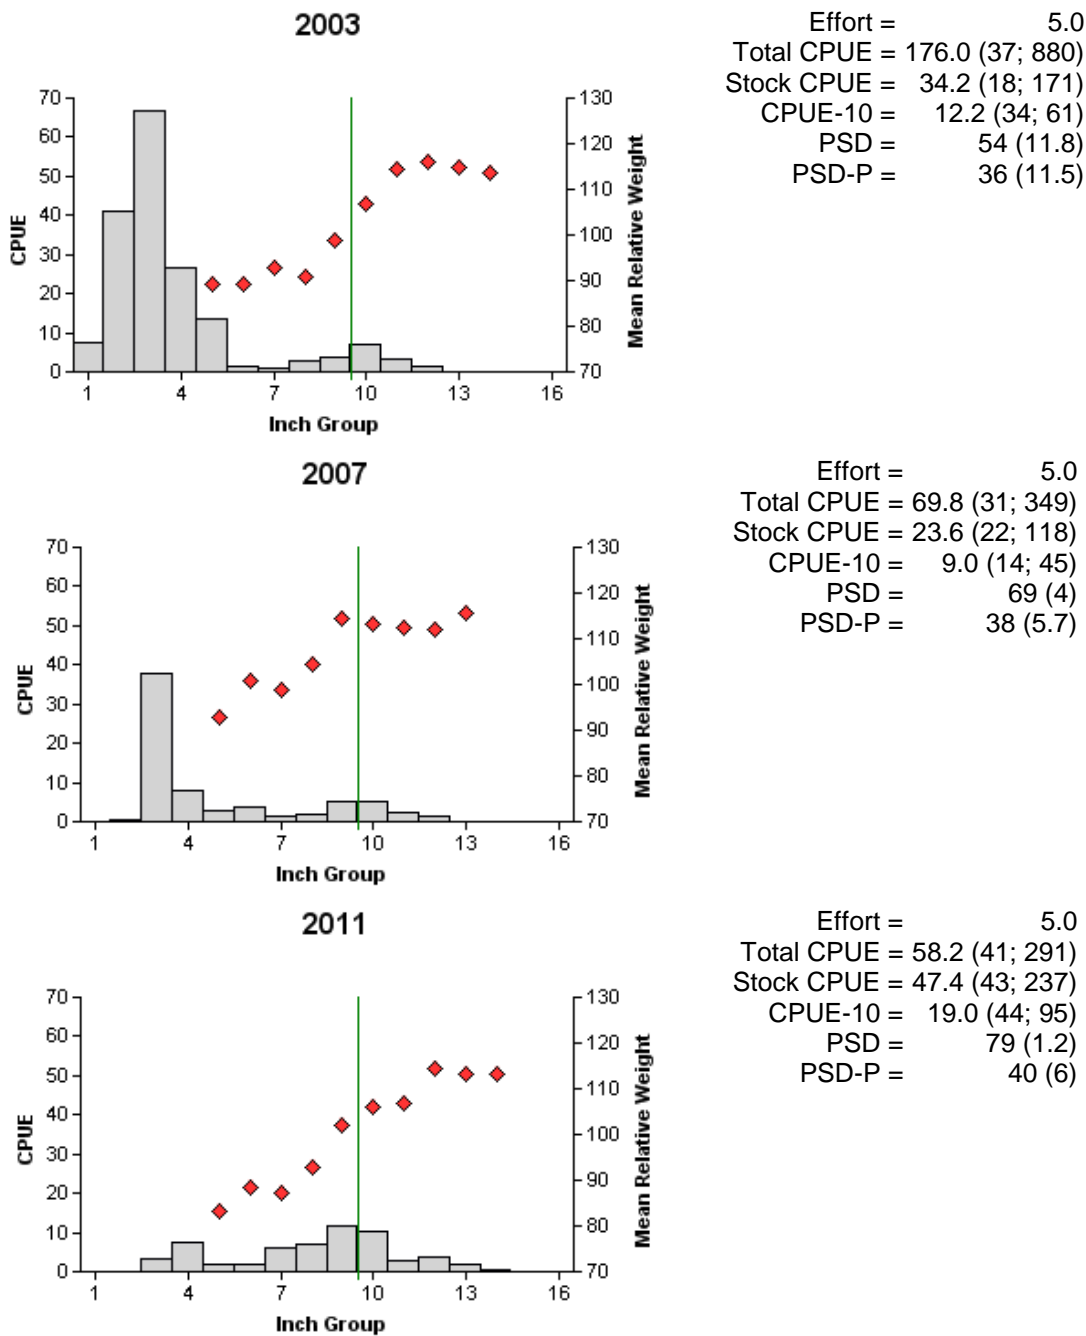 2003
Effort = 5.0
Total CPUE = 176.0 (37; 880)
Stock CPUE = 34.2 (18; 171)
CPUE-10 = 12.2 (34; 61)
PSD = 54 (11.8)
PSD-P = 36 (11.5)
70
60
50
40
30
20
10
0
CPUE
130
120
110
100
90
80
70
Mean Relative Weight
1 4 7 10 13 16
Inch Group
2007
Effort = 5.0
Total CPUE = 69.8 (31; 349)
Stock CPUE = 23.6 (22; 118)
CPUE-10 = 9.0 (14; 45)
PSD = 69 (4)
PSD-P = 38 (5.7)
70
60
50
40
30
20
10
0
CPUE
130
120
110
100
90
80
70
Mean Relative Weight
1 4 7 10 13 16
Inch Group
2011
Effort = 5.0
Total CPUE = 58.2 (41; 291)
Stock CPUE = 47.4 (43; 237)
CPUE-10 = 19.0 (44; 95)
PSD = 79 (1.2)
PSD-P = 40 (6)
70
60
50
40
30
20
10
0
CPUE
130
120
110
100
90
80
70
Mean Relative Weight
1 4 7 10 13 16
Inch Group